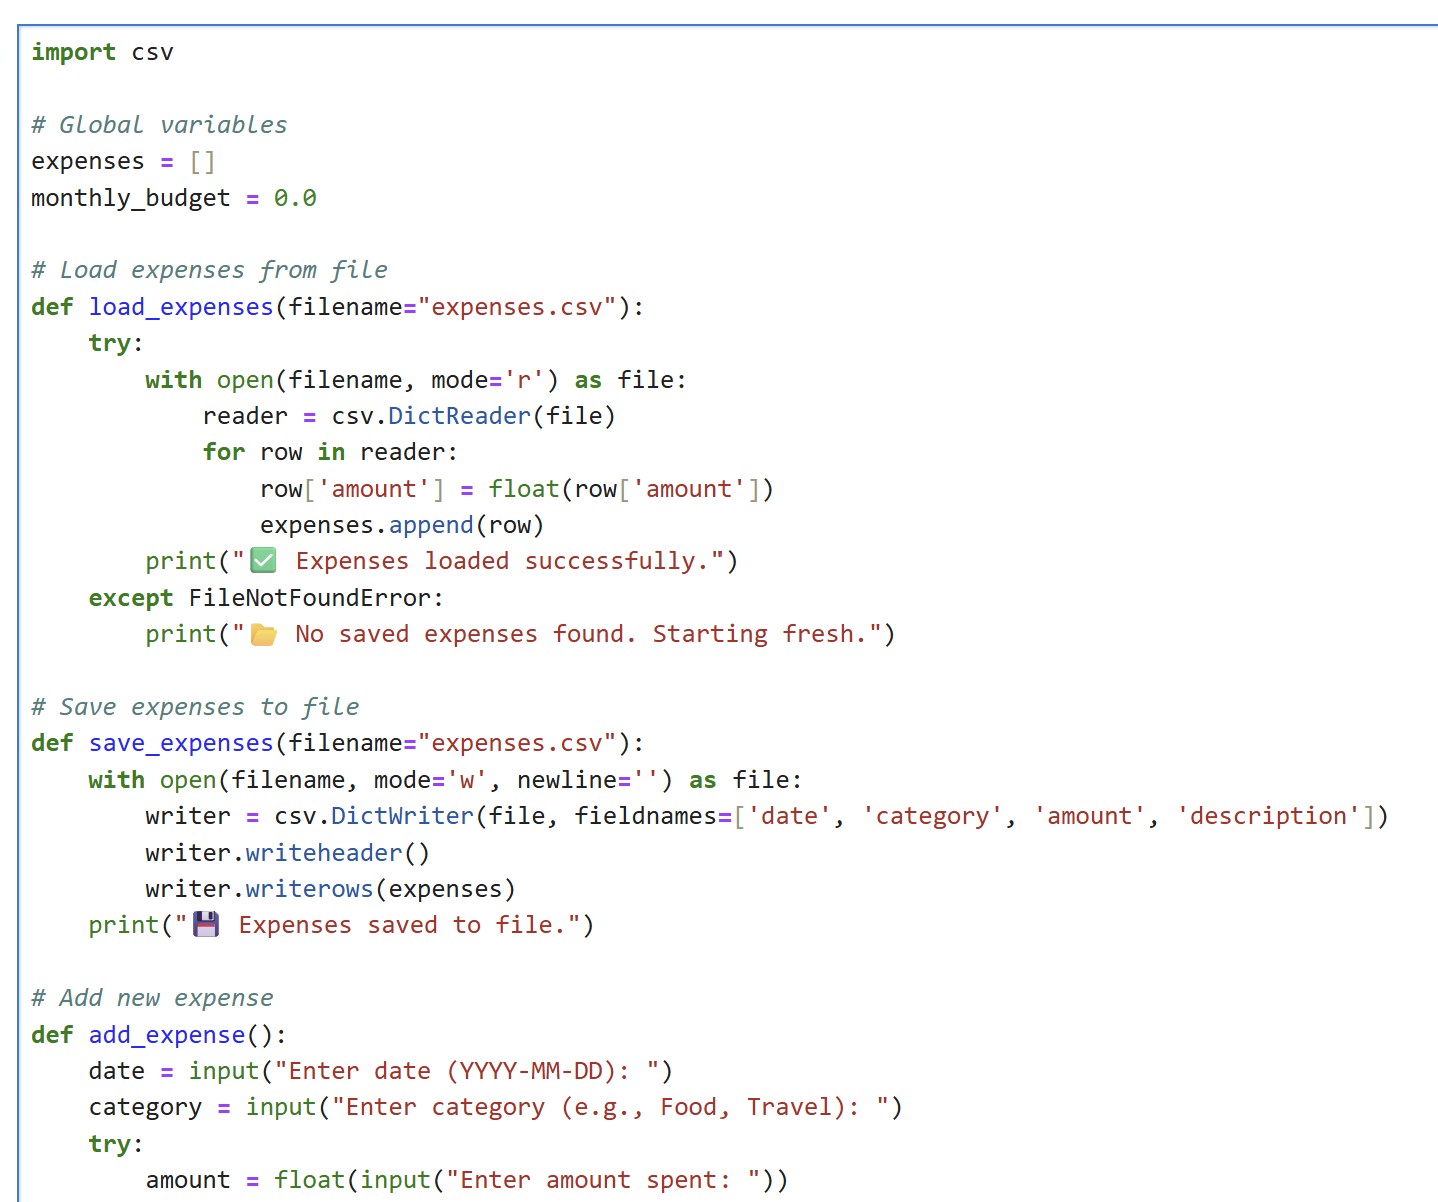 import csv

# Global variables
expenses = []
monthly_budget = 0.0

# Load expenses from file
def load_expenses(filename="expenses.csv"):
    try:
        with open(filename, mode='r') as file:
            reader = csv.DictReader(file)
            for row in reader:
                row['amount'] = float(row['amount'])
                expenses.append(row)
        print("✅ Expenses loaded successfully.")
    except FileNotFoundError:
        print("📂 No saved expenses found. Starting fresh.")

# Save expenses to file
def save_expenses(filename="expenses.csv"):
    with open(filename, mode='w', newline='') as file:
        writer = csv.DictWriter(file, fieldnames=['date', 'category', 'amount', 'description'])
        writer.writeheader()
        writer.writerows(expenses)
    print("💾 Expenses saved to file.")

# Add new expense
def add_expense():
    date = input("Enter date (YYYY-MM-DD): ")
    category = input("Enter category (e.g., Food, Travel): ")
    try:
        amount = float(input("Enter amount spent: "))